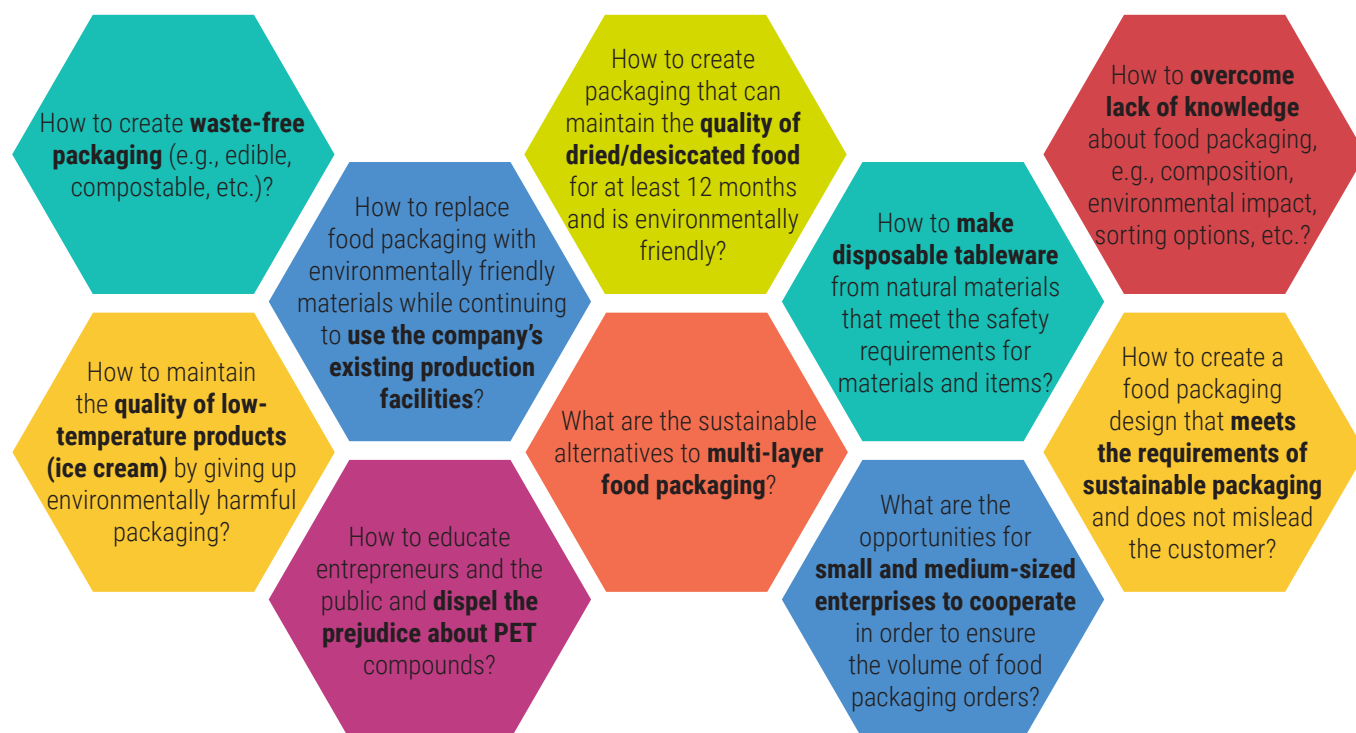 How to create waste-free
packaging (e.g., edible,
compostable, etc.)?
How to replace
food packaging with
environmentally friendly
materials while continuing
to use the company’s
existing production
facilities?
How to create
packaging that can
maintain the quality of
dried/desiccated food
for at least 12 months
and is environmentally
friendly?
How to make
disposable tableware
from natural materials
that meet the safety
requirements for
materials and items?
How to overcome
lack of knowledge
about food packaging,
e.g., composition,
environmental impact,
sorting options, etc.?
How to maintain
the quality of low-
temperature products
(ice cream) by giving up
environmentally harmful
packaging?
How to educate
entrepreneurs and the
public and dispel the
prejudice about PET
compounds?
What are the sustainable
alternatives to multi-layer
food packaging?
What are the
opportunities for
small and medium-sized
enterprises to cooperate
in order to ensure
the volume of food
packaging orders?
How to create a
food packaging
design that meets
the requirements of
sustainable packaging
and does not mislead
the customer?